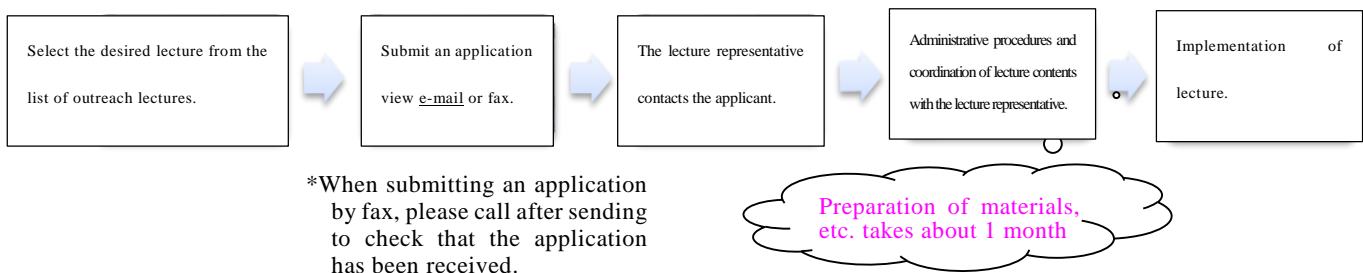 Select the desired lecture from the
list of outreach lectures.
Submit an application
view e-mail or fax.
The lecture representative
contacts the applicant.
Administrative procedures and
coordination of lecture contents
with the lecture representative.
Implementation of
lecture.
*When submitting an application
by fax, please call after sending
to check that the application
has been received.
Preparation of materials,
etc. takes about 1 month